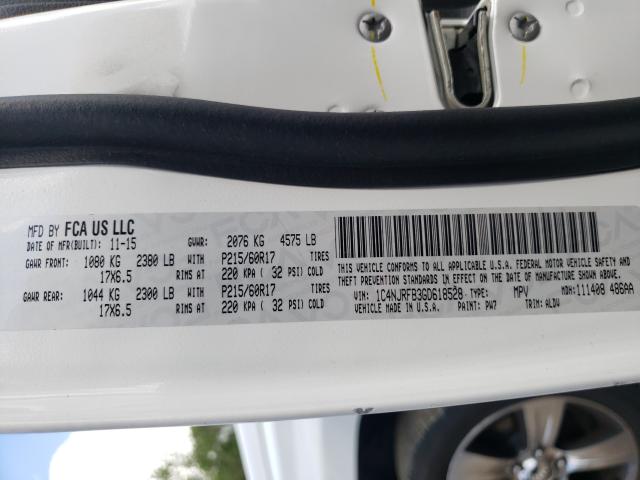 MFD BY FCA US LLC
DATE OF MFR(BUILT): 11-15 GVWR: 2076 KG 4575 LB
GAWR FRONT: 1080 KG 2380 LB WITH P215/60R17 TIRES
17X6.5 RIMS AT 220 KPA ( 32 PSI) COLD
GAWR REAR: 1044 KG 2300 LB WITH P215/60R17 TIRES
17X6.5 RIMS AT 220 KPA ( 32 PSI) COLD
THIS VEHICLE CONFORMS TO ALL APPLICABLE U.S.A. FEDERAL MOTOR VEHICLE SAFETY
AND THEFT PREVENTION STANDARDS IN EFFECT ON THE DATE OF MANUFACTURE SHOWN ABOVE.
VIN: 1C4NJRFB3GD618528 TYPE: MPV MDH: 111408 486AA
VEHICLE MADE IN U.S.A. PAINT: PW7 TRIM: ALDV